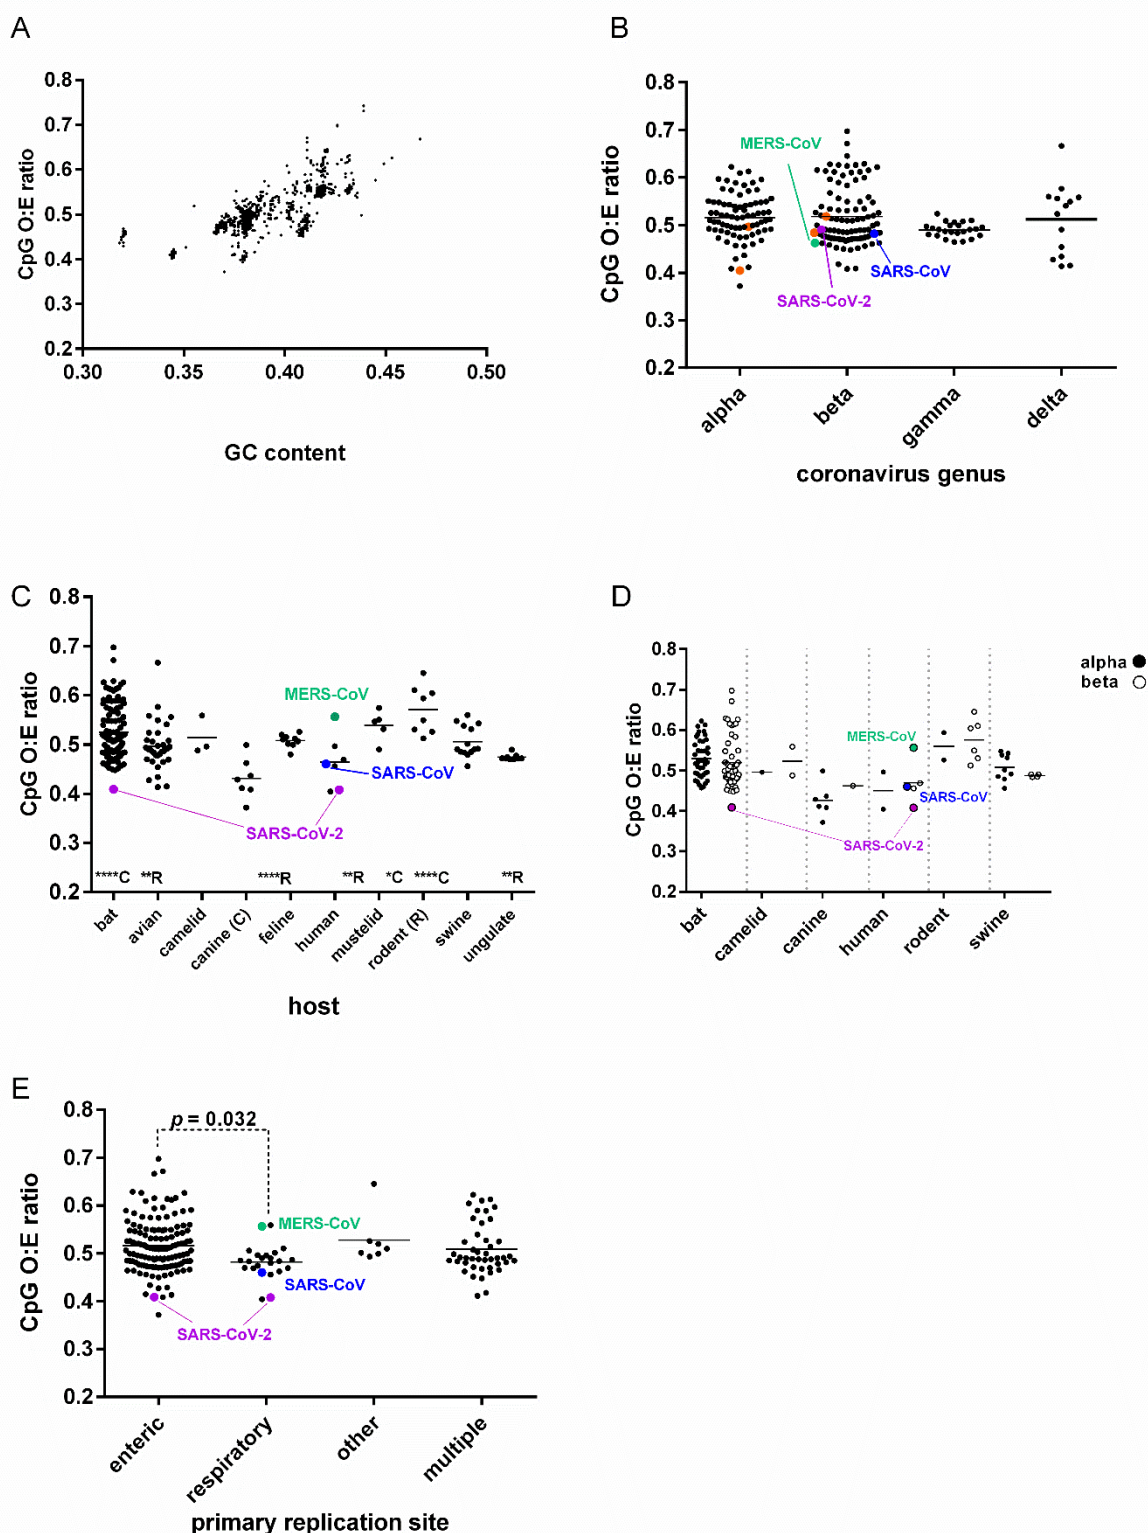 A
0.8
0.7
0.6
0.5
0.4
0.3
0.2
CpG O:E ratio
0.30 0.35 0.40 0.45 0.50
GC content
B
0.8
0.7
0.6
0.5
0.4
0.3
0.2
CpG O:E ratio
MERS-CoV
SARS-CoV
SARS-CoV-2
alpha beta gamma delta
coronavirus genus
C
0.8
0.7
0.6
0.5
0.4
0.3
0.2
CpG O:E ratio
MERS-CoV
SARS-CoV
SARS-CoV-2
****C **R ****R **R *C ****C **R
bat avian camelid canine (C) feline human mustelid rodent (R) swine ungulate
host
D
0.8
0.7
0.6
0.5
0.4
0.3
0.2
CpG O:E ratio
alpha
beta
MERS-CoV
SARS-CoV
SARS-CoV-2
bat camelid canine human rodent swine
E
0.8
0.7
0.6
0.5
0.4
0.3
0.2
CpG O:E ratio
p = 0.032
MERS-CoV
SARS-CoV
SARS-CoV-2
enteric respiratory other multiple
primary replication site